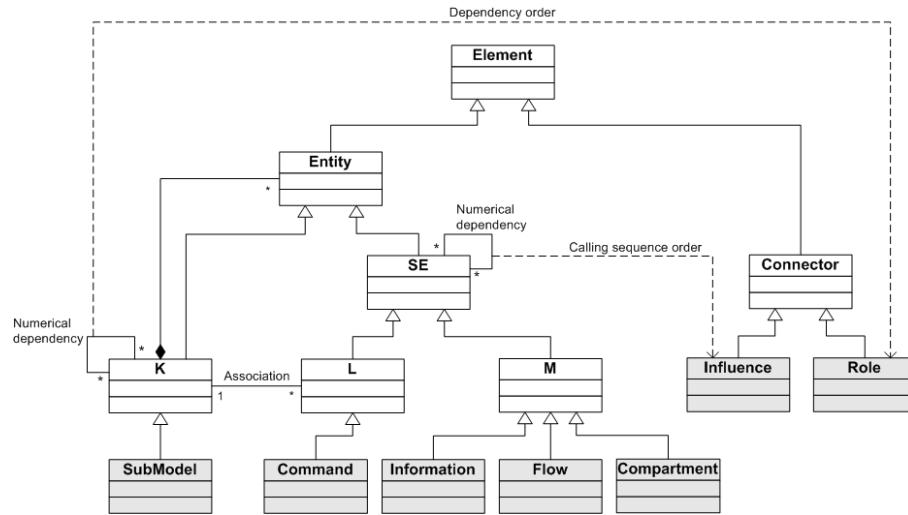 Dependency order
Element
Entity
*
Numerical
dependency
*
*
SE
Calling sequence order
Connector
Numerical
dependency
*
*
K
Association
1
*
L
M
Influence
Role
SubModel
Command
Information
Flow
Compartment